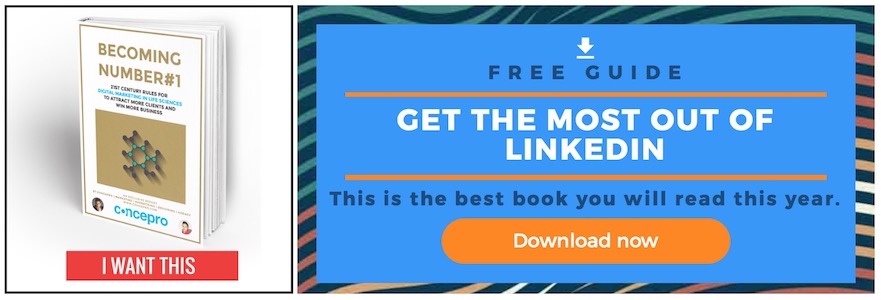 BECOMING
NUMBER#1
21ST CENTURY RULES FOR
DIGITAL MARKETING IN LIFE SCIENCES
TO ATTRACT MORE CLIENTS AND
WIN MORE BUSINESS
concepro
I WANT THIS
FREE GUIDE
GET THE MOST OUT OF
LINKEDIN
This is the best book you will read this year.
Download now